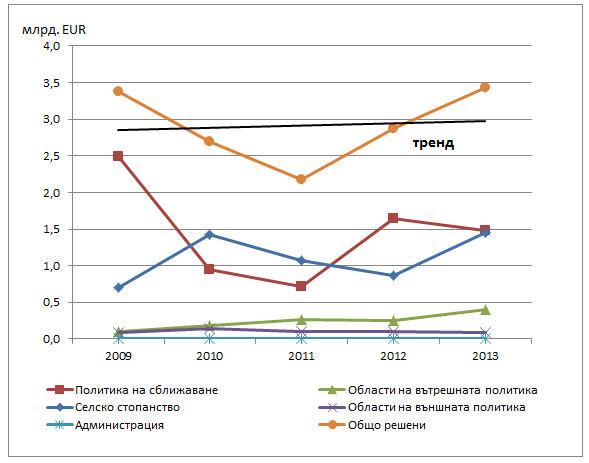 млрд. EUR
4,0
3,5
3,0
2,5
2,0
1,5
1,0
0,5
0,0
тренд
2009 2010 2011 2012 2013
Политика на сближаване Области на вътрешната политика
Селско стопанство Области на външната политика
Администрация Общо решени